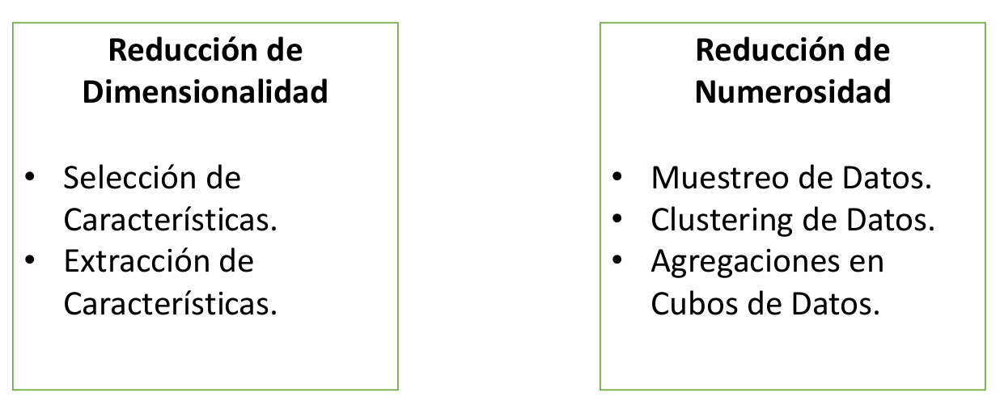 Reducción de
Dimensionalidad
• Selección de
Características.
• Extracción de
Características.
Reducción de
Numerosidad
• Muestreo de Datos.
• Clustering de Datos.
• Agregaciones en
Cubos de Datos.